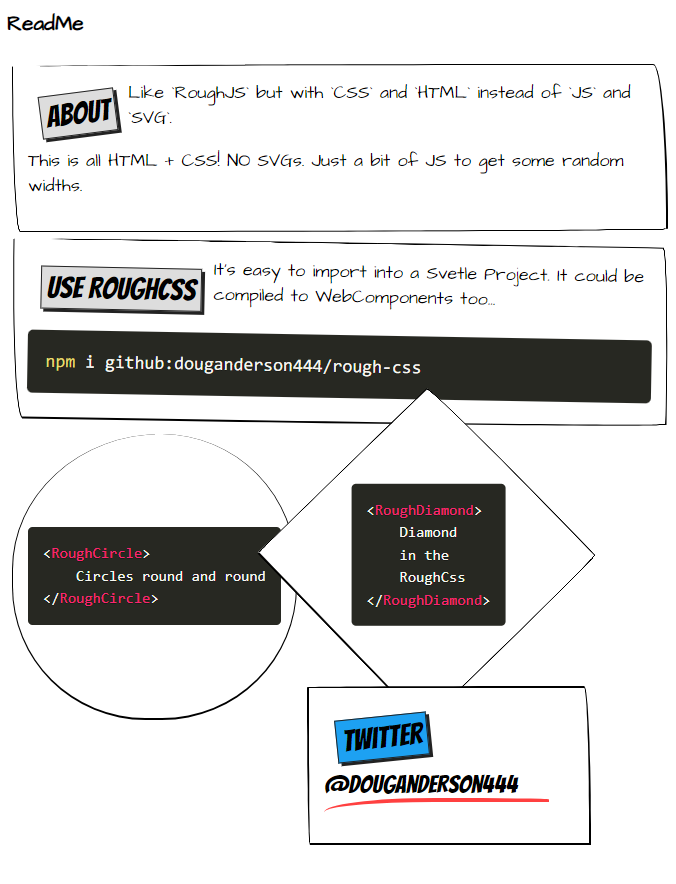 ReadMe
ABOUT
Like `RoughJS` but with `CSS` and `HTML` instead of `JS` and
`SVG`.
This is all HTML + CSS! NO SVGs. Just a bit of JS to get some random
widths.
USE ROUGHCSS
It's easy to import into a Svetle Project. It could be
compiled to WebComponents too...
npm i github:douganderson444/rough-css
<RoughCircle>
Circles round and round
</RoughCircle>
<RoughDiamond>
Diamond
in the
RoughCss
</RoughDiamond>
TWITTER
@DOUGANDERSON444